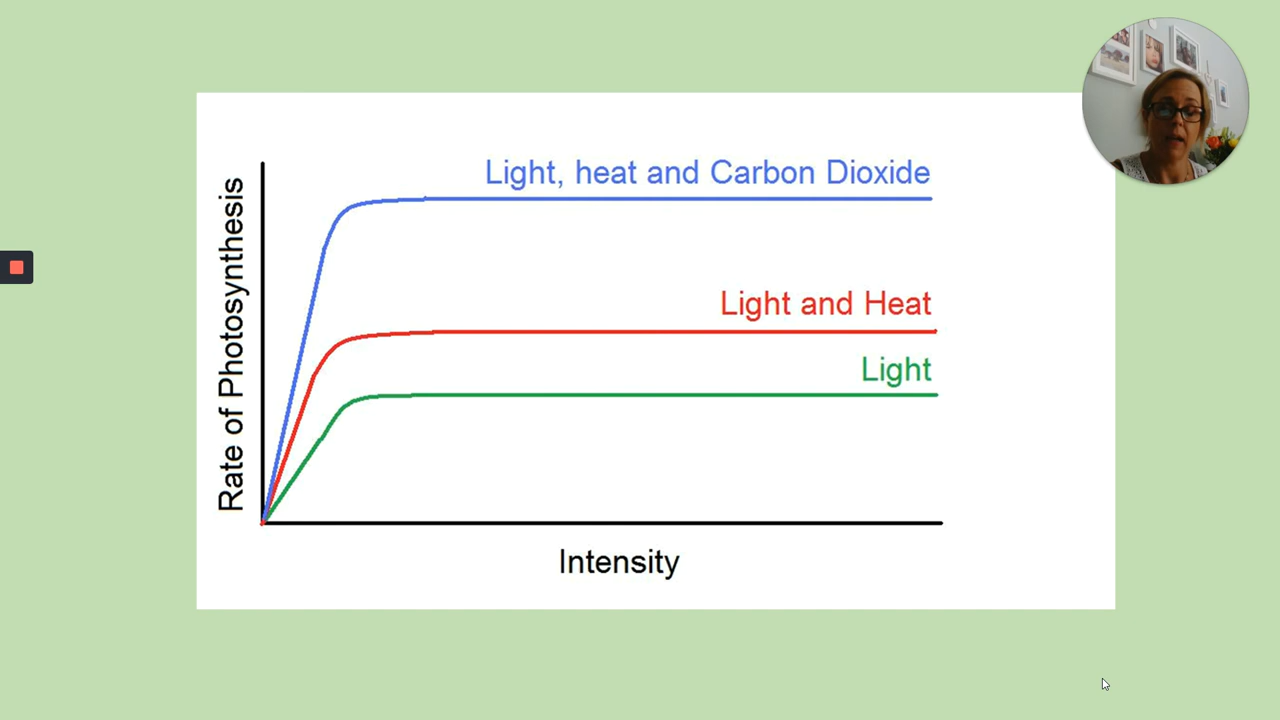 Light, heat and Carbon Dioxide
Light and Heat
Light
Rate of Photosynthesis
Intensity